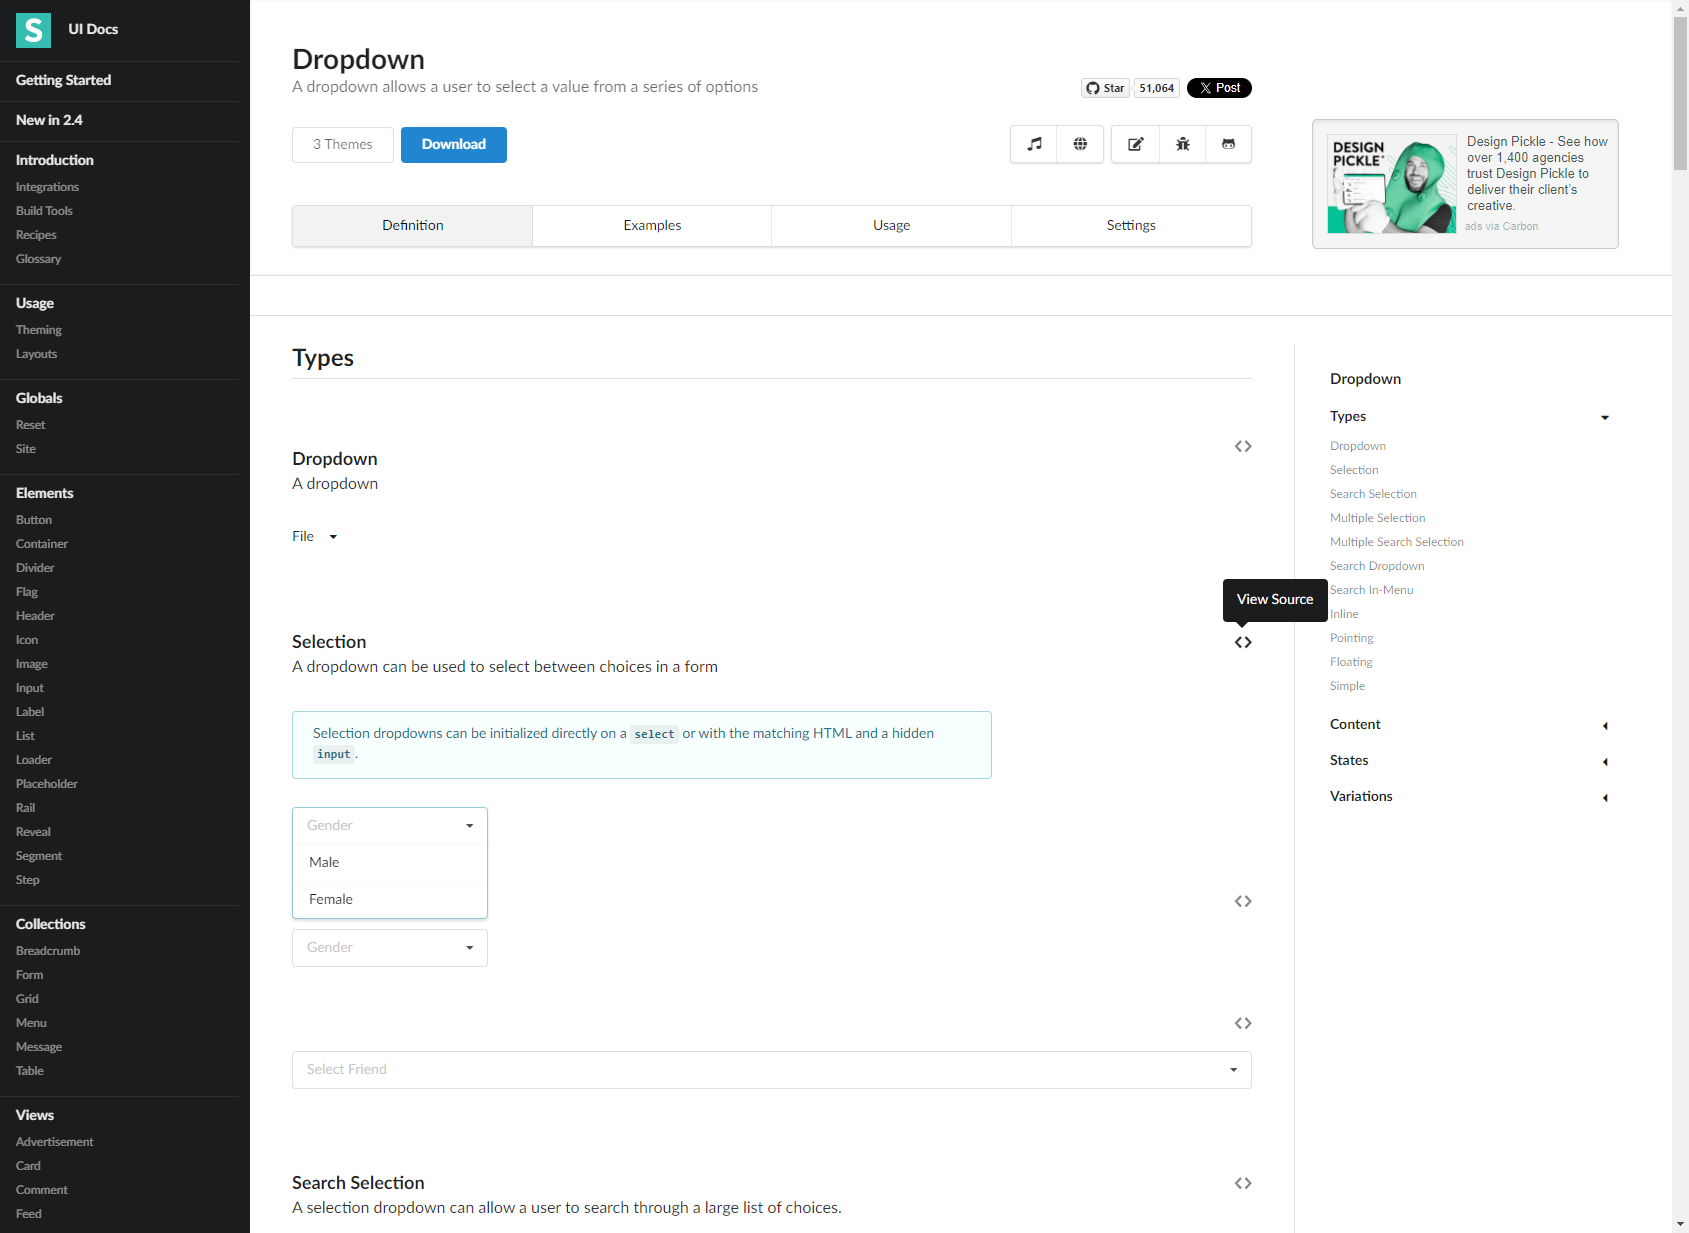 S UI Docs
Getting Started
New in 2.4
Introduction
Integrations
Build Tools
Recipes
Glossary
Usage
Theming
Layouts
Globals
Reset
Site
Elements
Button
Container
Divider
Flag
Header
Icon
Image
Input
Label
List
Loader
Placeholder
Rail
Reveal
Segment
Step
Collections
Breadcrumb
Form
Grid
Menu
Message
Table
Views
Advertisement
Card
Comment
Feed
Dropdown
A dropdown allows a user to select a value from a series of options
Star 51,064 X Post
3 Themes Download
Definition Examples Usage Settings
DESIGN
PICKLE
Design Pickle - See how
over 1,400 agencies
trust Design Pickle to
deliver their client's
creative.
ads via Carbon
Types
Dropdown
A dropdown
File
View Source
Selection
A dropdown can be used to select between choices in a form
Selection dropdowns can be initialized directly on a select or with the matching HTML and a hidden
input.
Gender
Male
Female
Gender
Select Friend
Search Selection
A selection dropdown can allow a user to search through a large list of choices.
Dropdown
Types
Dropdown
Selection
Search Selection
Multiple Selection
Multiple Search Selection
Search Dropdown
Search In-Menu
Inline
Pointing
Floating
Simple
Content
States
Variations